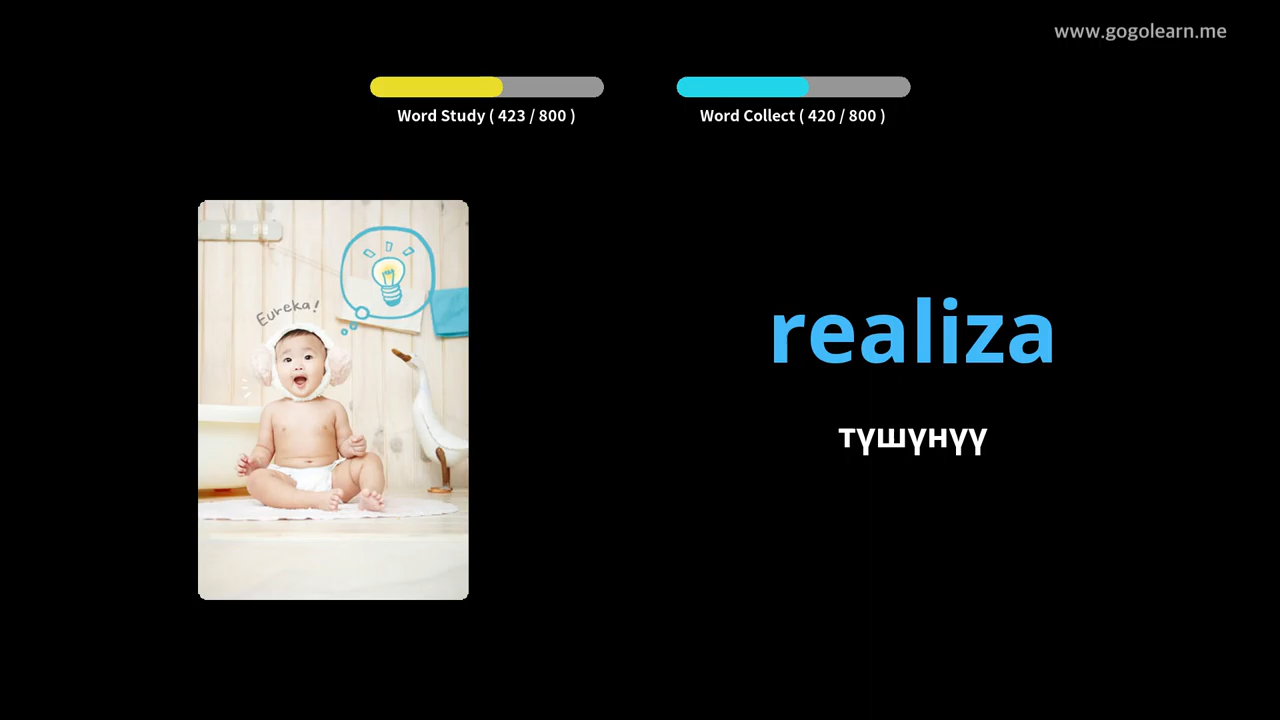 www.gogolearn.me
Word Study ( 423 / 800 )
Word Collect ( 420 / 800 )
Eureka!
realiza
түшүнүү